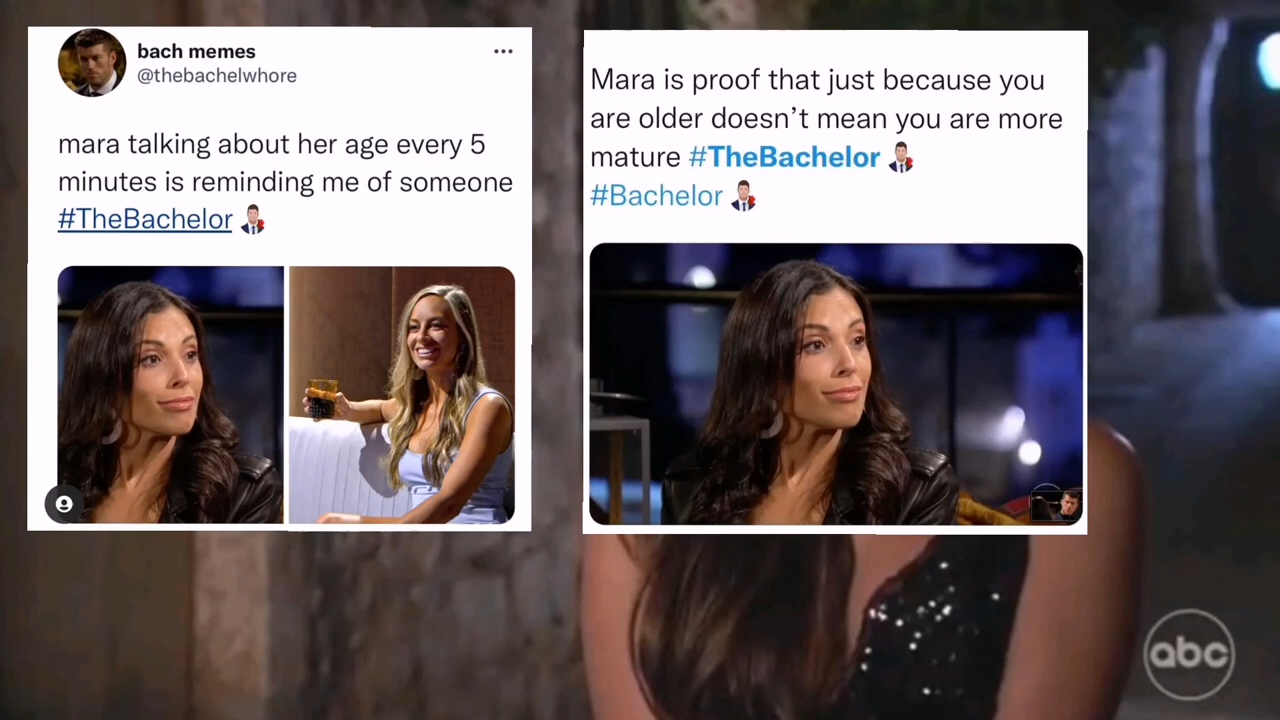 bach memes
@thebachelwhore
mara talking about her age every 5
minutes is reminding me of someone
#TheBachelor
Mara is proof that just because you
are older doesn’t mean you are more
mature #TheBachelor
#Bachelor
abc